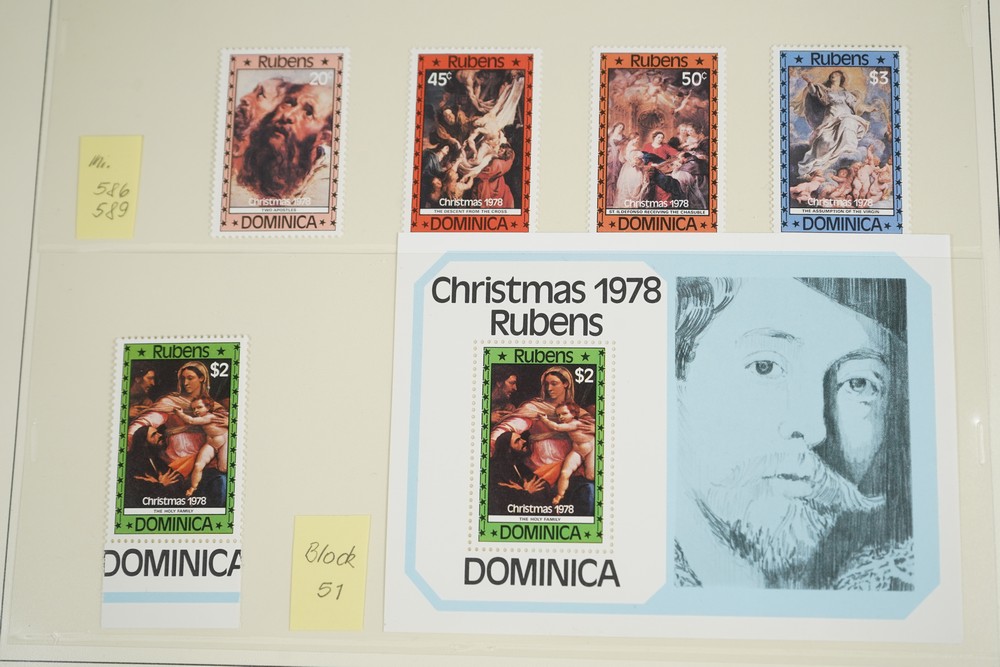 Rubens
20c
Christmas 1978
TWO APOSTLES
DOMINICA
Rubens
45c
Christmas 1978
THE DESCENT FROM THE CROSS
DOMINICA
Rubens
50c
Christmas 1978
ST. ILDEFONSO RECEIVING THE CHASUBLE
DOMINICA
Rubens
$3
Christmas 1978
THE ASSUMPTION OF THE VIRGIN
DOMINICA
586
589
Rubens
$2
Christmas 1978
THE HOLY FAMILY
DOMINICA
DOMINICA
Block
51
Christmas 1978
Rubens
Rubens
$2
Christmas 1978
THE HOLY FAMILY
DOMINICA
DOMINICA